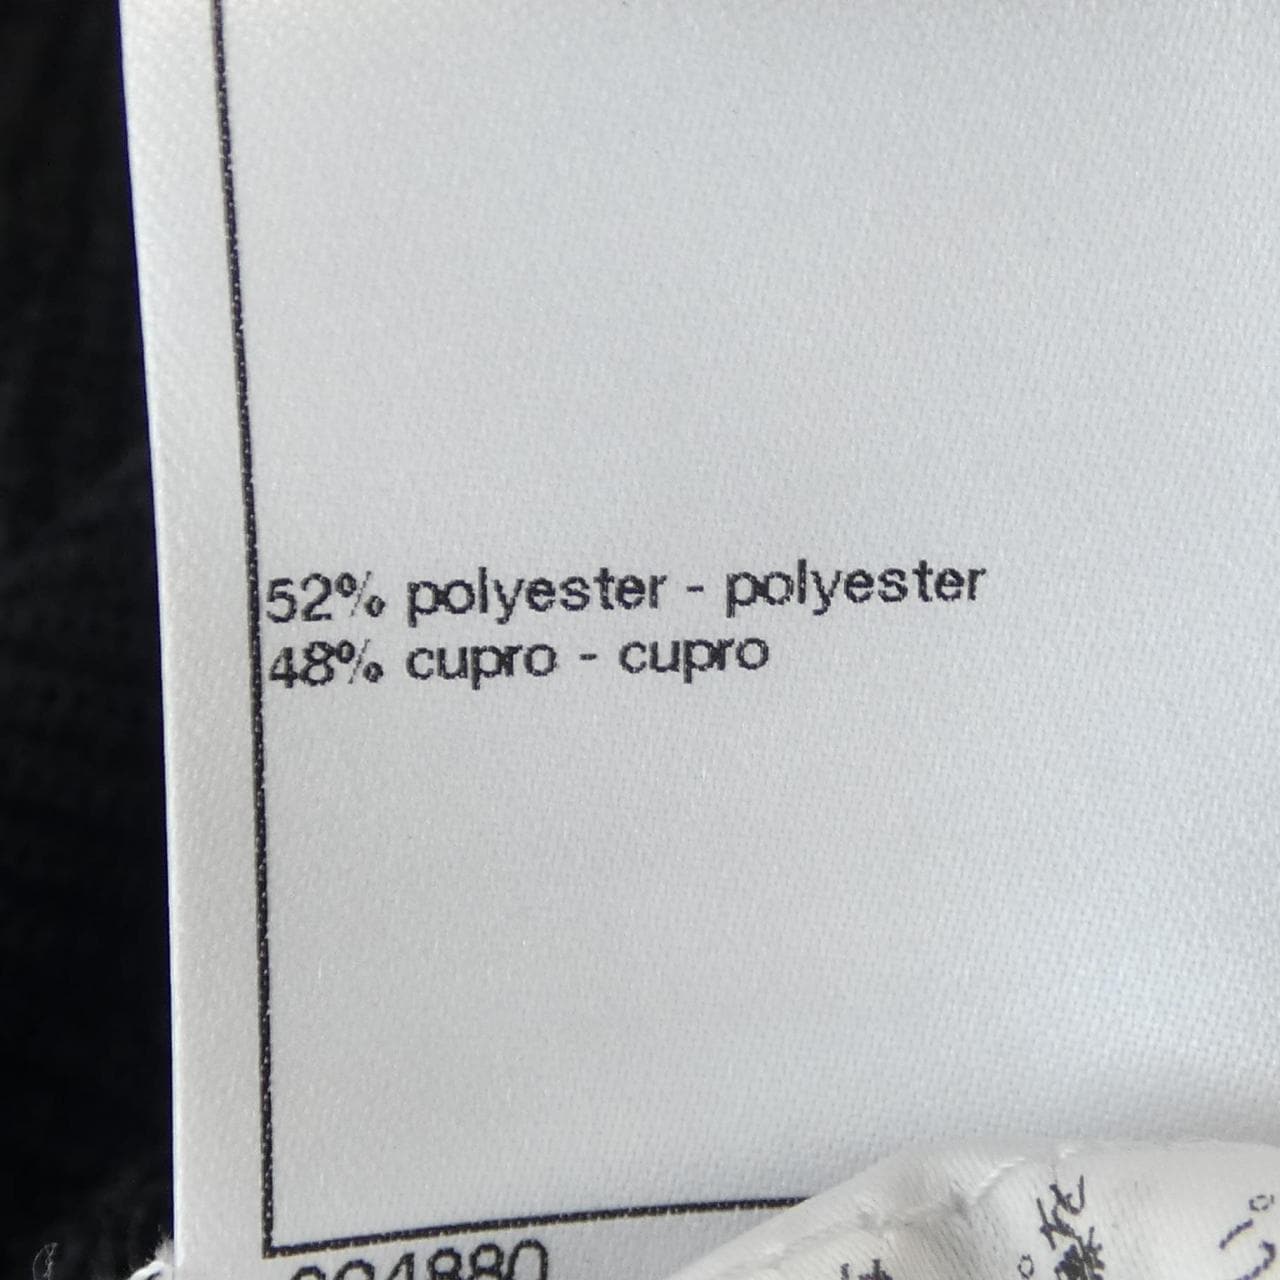 52% polyester - polyester
48% cupro - cupro